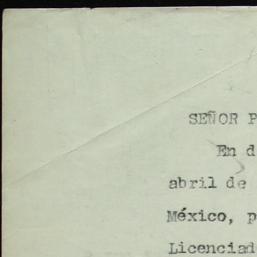 SEÑOR P
En d
abril de
México, p
Licenciad